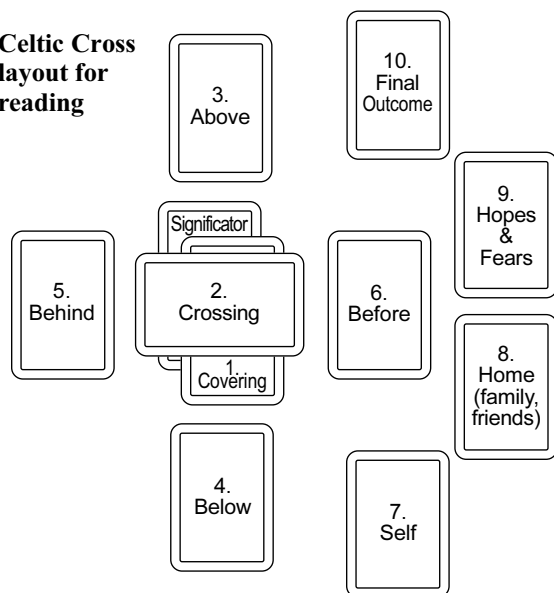 Celtic Cross
layout for
reading
3.
Above
10.
Final
Outcome
9.
Hopes
&
Fears
Significator
5.
Behind
2.
Crossing
6.
Before
1.
Covering
8.
Home
(family,
friends)
4.
Below
7.
Self